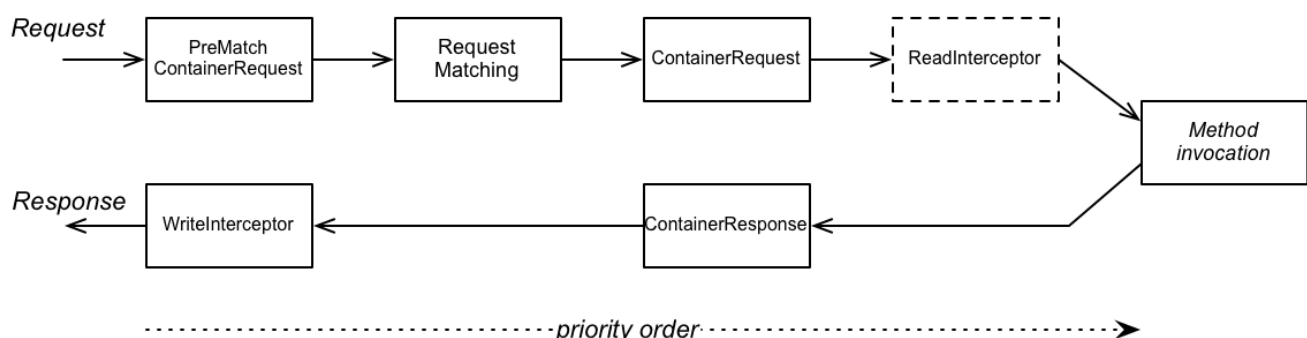 Request
PreMatch
ContainerRequest
Request
Matching
ContainerRequest
ReadInterceptor
Method
invocation
Response
WriteInterceptor
ContainerResponse
priority order